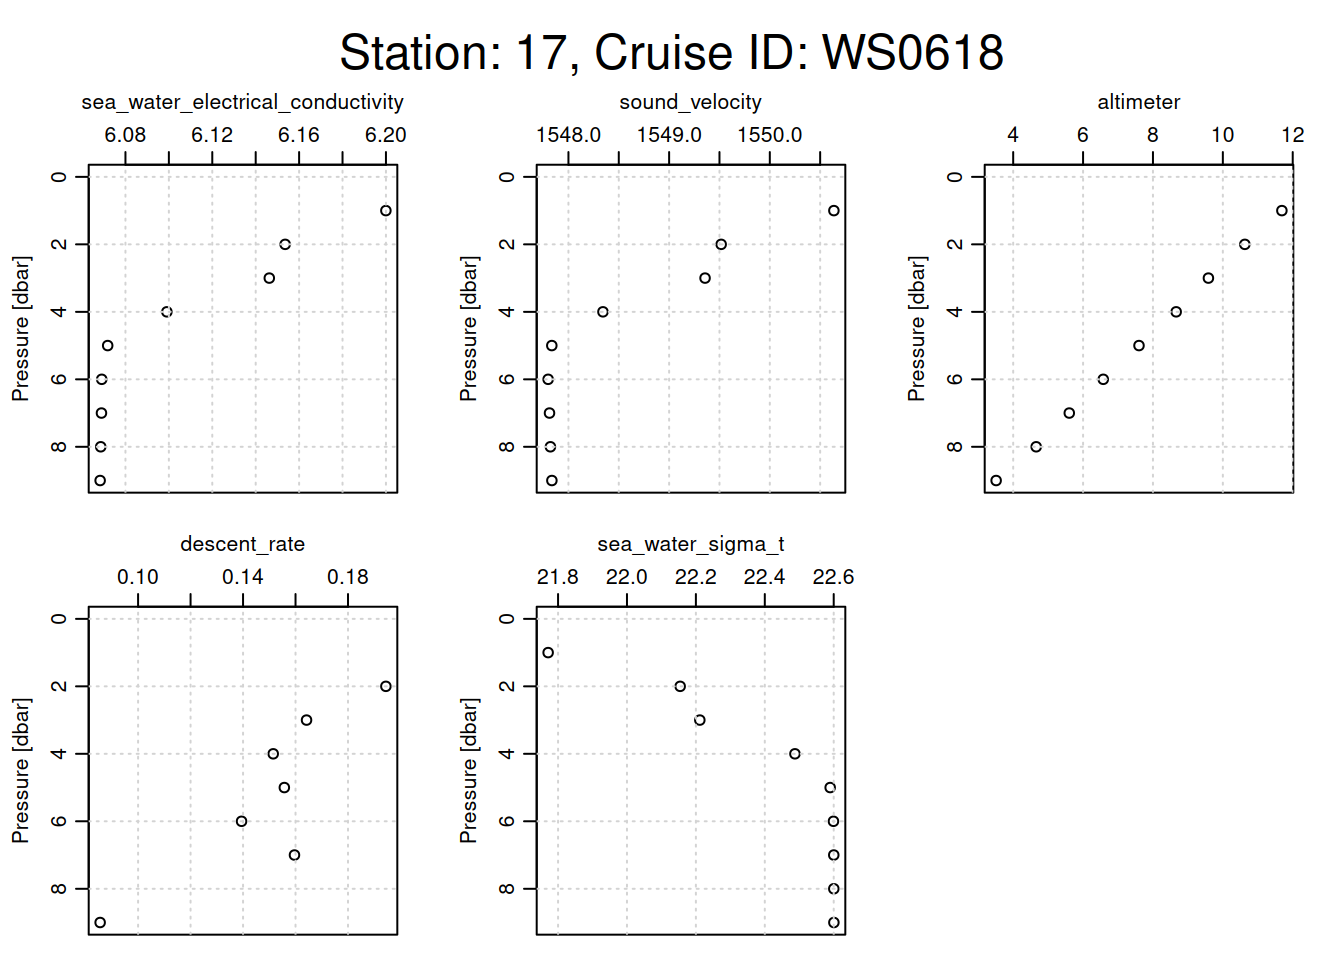 Station: 17, Cruise ID: WS0618
sea_water_electrical_conductivity
6.08 6.12 6.16 6.20
Pressure [dbar]
0
2
4
6
8
sound_velocity
1548.0 1549.0 1550.0
Pressure [dbar]
0
2
4
6
8
altimeter
4 6 8 10 12
Pressure [dbar]
0
2
4
6
8
descent_rate
0.10 0.14 0.18
Pressure [dbar]
0
2
4
6
8
sea_water_sigma_t
21.8 22.0 22.2 22.4 22.6
Pressure [dbar]
0
2
4
6
8